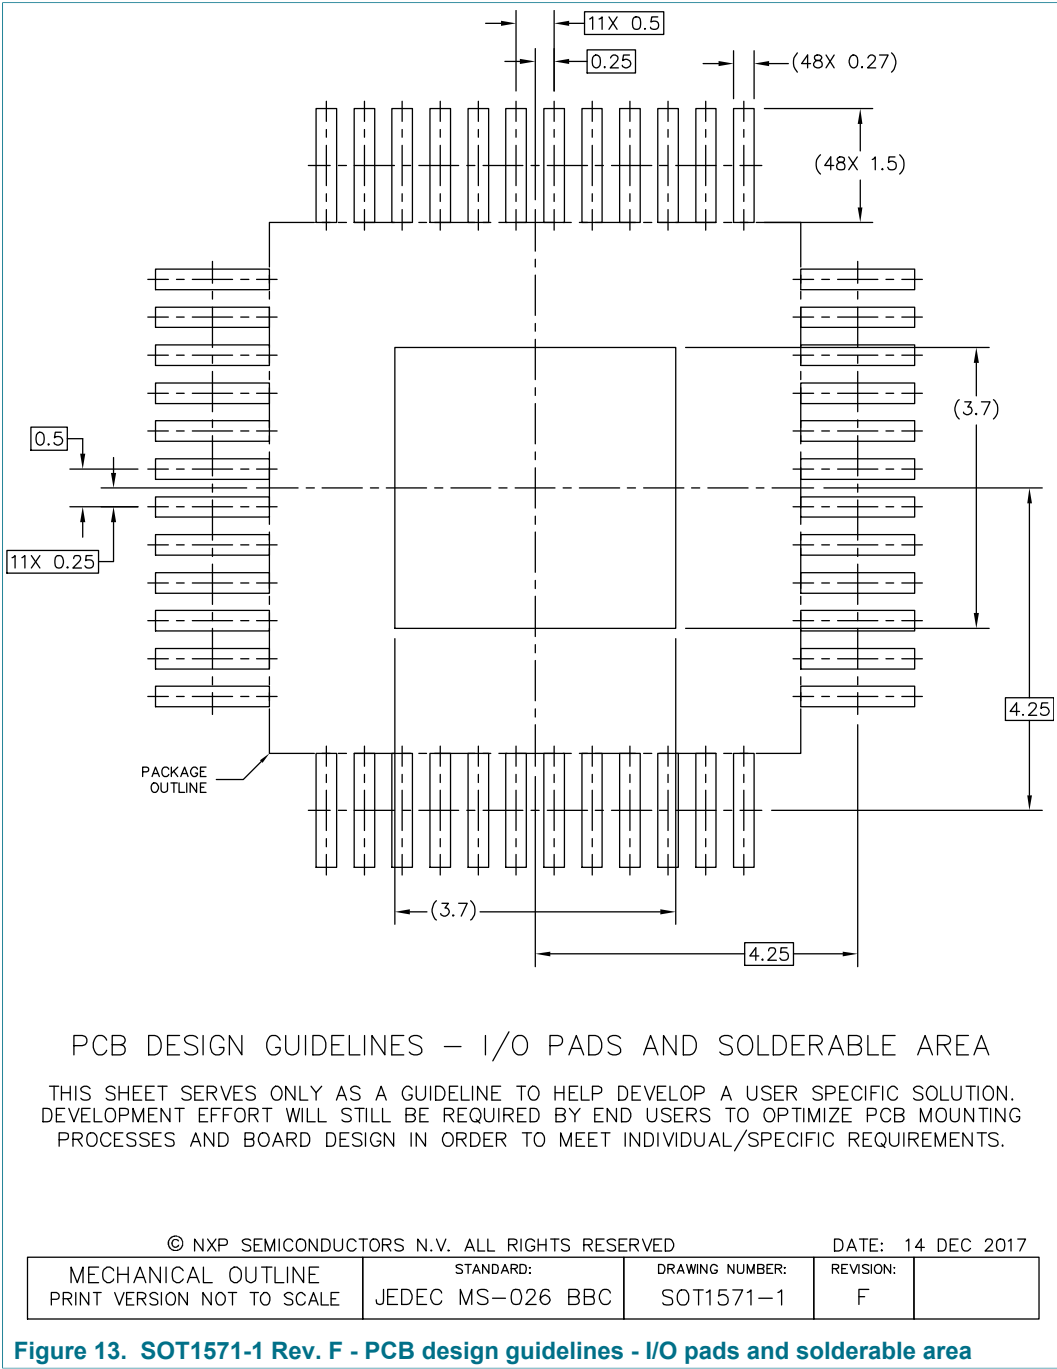 11X 0.5
0.25
(48X 0.27)
(48X 1.5)
(3.7)
0.5
11X 0.25
4.25
PACKAGE
OUTLINE
(3.7)
4.25
PCB DESIGN GUIDELINES – I/O PADS AND SOLDERABLE AREA
THIS SHEET SERVES ONLY AS A GUIDELINE TO HELP DEVELOP A USER SPECIFIC SOLUTION.
DEVELOPMENT EFFORT WILL STILL BE REQUIRED BY END USERS TO OPTIMIZE PCB MOUNTING
PROCESSES AND BOARD DESIGN IN ORDER TO MEET INDIVIDUAL/SPECIFIC REQUIREMENTS.
© NXP SEMICONDUCTORS N.V. ALL RIGHTS RESERVED DATE: 14 DEC 2017
MECHANICAL OUTLINE
PRINT VERSION NOT TO SCALE
STANDARD:
JEDEC MS–026 BBC
DRAWING NUMBER:
SOT1571–1
REVISION:
F
Figure 13. SOT1571-1 Rev. F - PCB design guidelines - I/O pads and solderable area